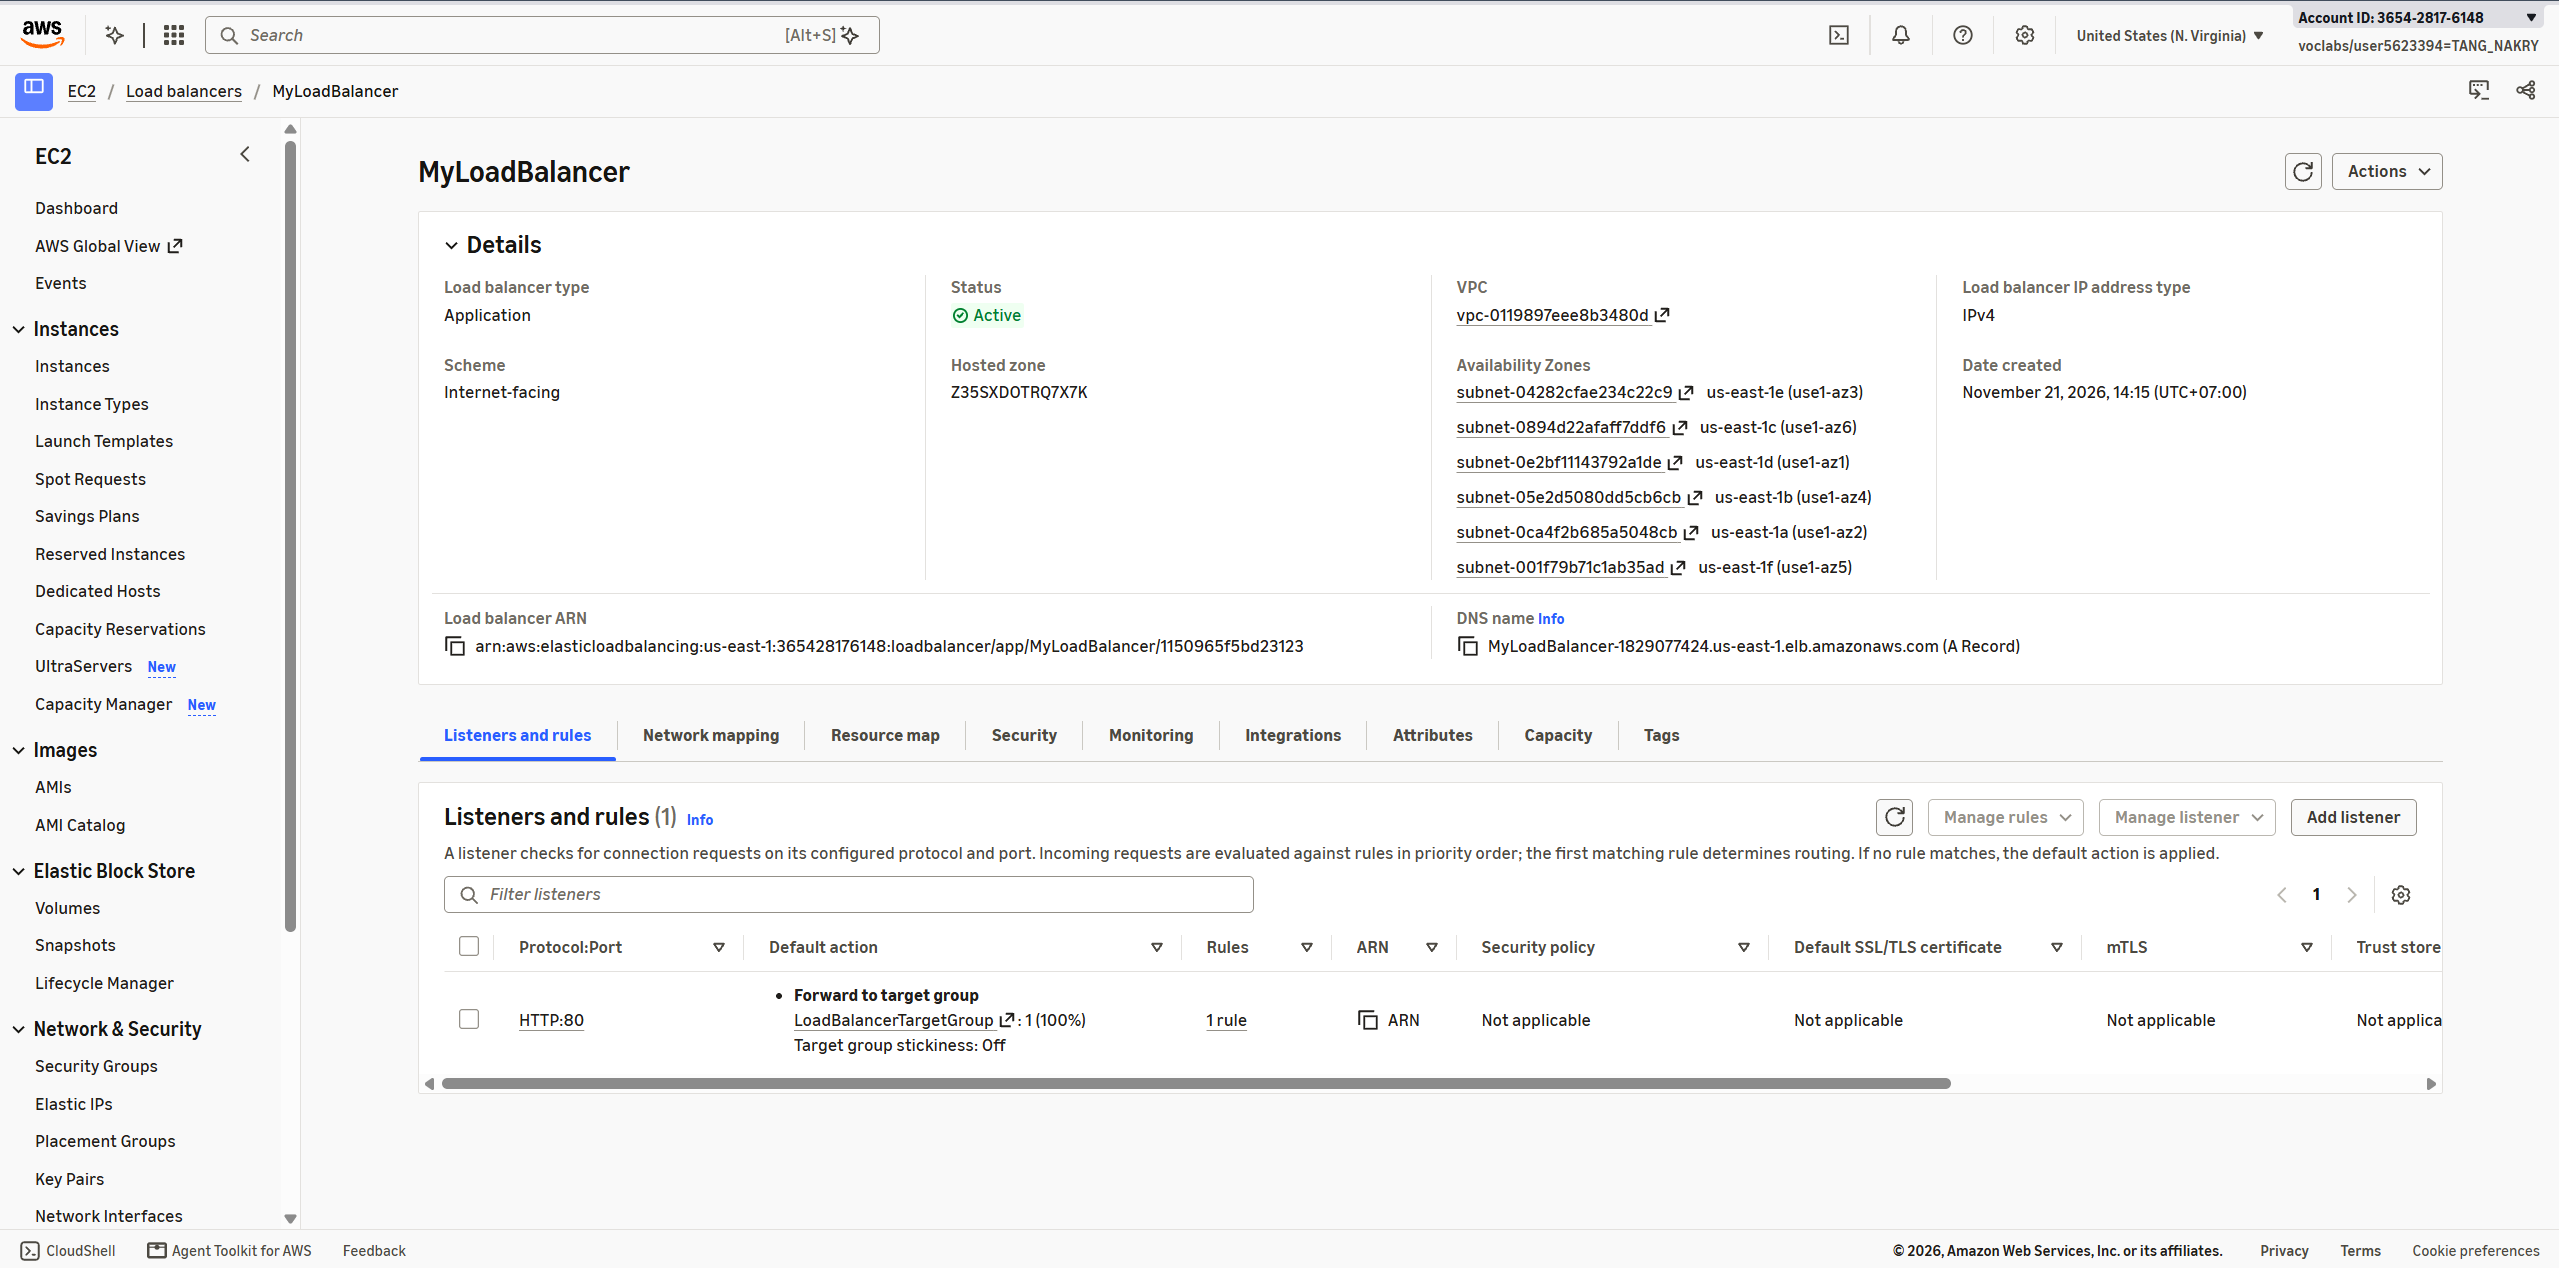 aws
Search
[Alt+S]
United States (N. Virginia)
Account ID: 3654-2817-6148
voclabs/user5623394=TANG_NAKRY
EC2 / Load balancers / MyLoadBalancer
EC2
Dashboard
AWS Global View
Events
Instances
Instances
Instance Types
Launch Templates
Spot Requests
Savings Plans
Reserved Instances
Dedicated Hosts
Capacity Reservations
UltraServers New
Capacity Manager New
Images
AMIs
AMI Catalog
Elastic Block Store
Volumes
Snapshots
Lifecycle Manager
Network & Security
Security Groups
Elastic IPs
Placement Groups
Key Pairs
Network Interfaces
MyLoadBalancer
Actions
Details
Load balancer type
Application
Scheme
Internet-facing
Status
Active
Hosted zone
Z35SXDOTRQ7X7K
VPC
vpc-0119897eee8b3480d
Availability Zones
subnet-04282cfae234c22c9 us-east-1e (use1-az3)
subnet-0894d22afaff7ddf6 us-east-1c (use1-az6)
subnet-0e2bf11143792a1de us-east-1d (use1-az1)
subnet-05e2d5080dd5cb6cb us-east-1b (use1-az4)
subnet-0ca4f2b685a5048cb us-east-1a (use1-az2)
subnet-001f79b71c1ab35ad us-east-1f (use1-az5)
Load balancer IP address type
IPv4
Date created
November 21, 2026, 14:15 (UTC+07:00)
Load balancer ARN
arn:aws:elasticloadbalancing:us-east-1:365428176148:loadbalancer/app/MyLoadBalancer/1150965f5bd23123
DNS name Info
MyLoadBalancer-1829077424.us-east-1.elb.amazonaws.com (A Record)
Listeners and rules
Network mapping
Resource map
Security
Monitoring
Integrations
Attributes
Capacity
Tags
Listeners and rules (1) Info
Manage rules
Manage listener
Add listener
A listener checks for connection requests on its configured protocol and port. Incoming requests are evaluated against rules in priority order; the first matching rule determines routing. If no rule matches, the default action is applied.
Filter listeners
1
Protocol:Port Default action Rules ARN Security policy Default SSL/TLS certificate mTLS Trust store
HTTP:80
• Forward to target group
LoadBalancerTargetGroup : 1 (100%)
Target group stickiness: Off
1 rule
ARN
Not applicable
Not applicable
Not applicable
Not applica
CloudShell
Agent Toolkit for AWS
Feedback
© 2026, Amazon Web Services, Inc. or its affiliates.
Privacy
Terms
Cookie preferences